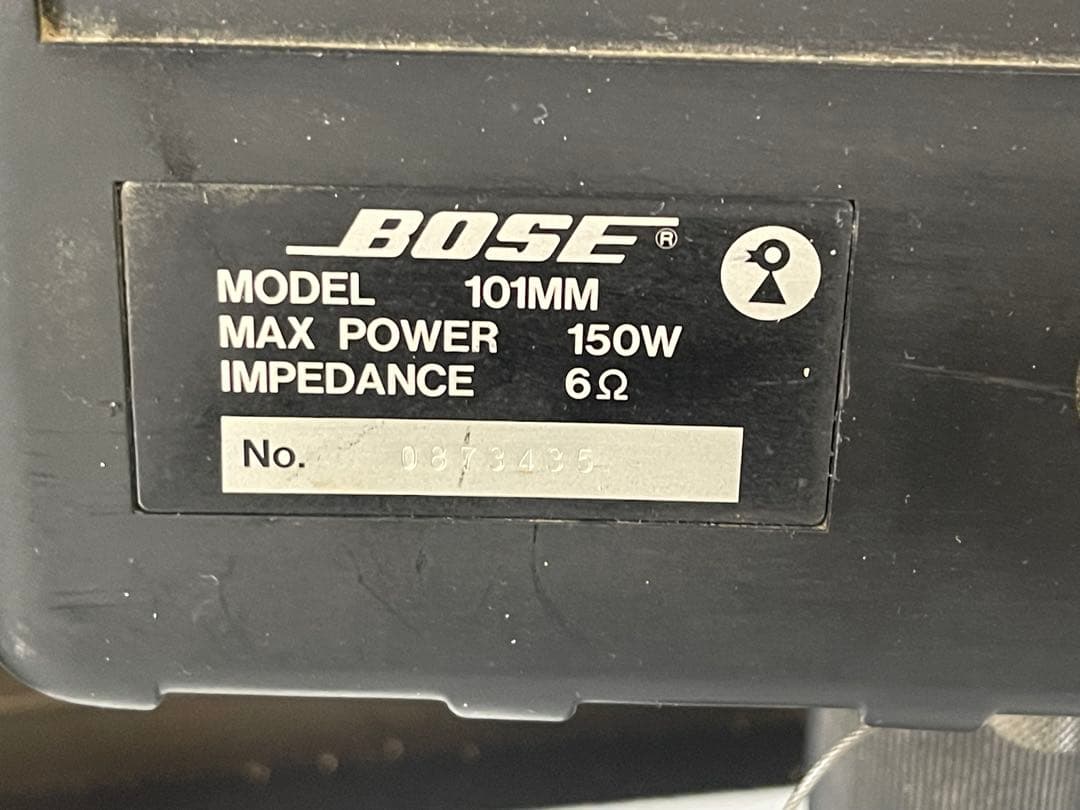 BOSE®
MODEL 101MM
MAX POWER 150W
IMPEDANCE 6Ω
No. 0873435